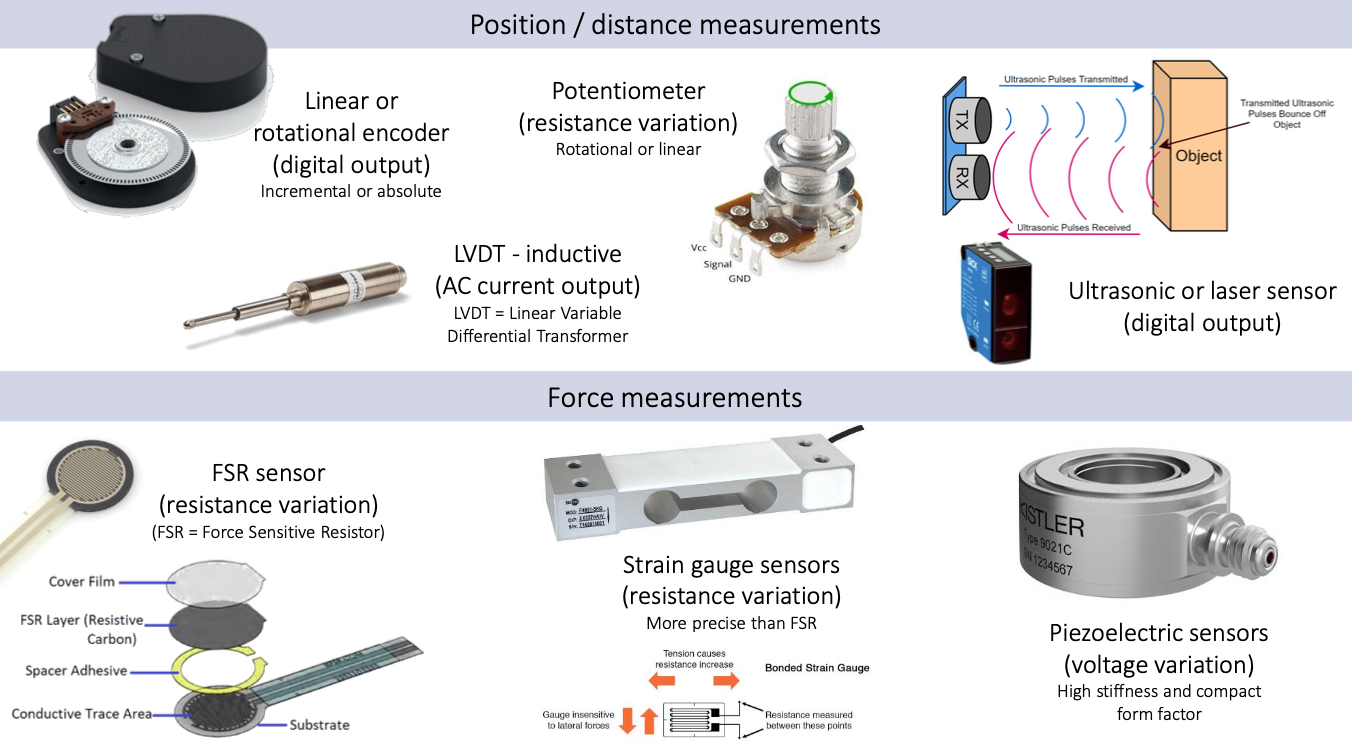 Position / distance measurements
Linear or
rotational encoder
(digital output)
Incremental or absolute
Potentiometer
(resistance variation)
Rotational or linear
Vcc
Signal
GND
Ultrasonic Pulses Transmitted
TX
RX
Object
Transmitted Ultrasonic
Pulses Bounce Off
Object
Ultrasonic Pulses Received
LVDT - inductive
(AC current output)
LVDT = Linear Variable
Differential Transformer
SICK
Ultrasonic or laser sensor
(digital output)
Force measurements
FSR sensor
(resistance variation)
(FSR = Force Sensitive Resistor)
Cover Film
FSR Layer (Resistive
Carbon)
Spacer Adhesive
Conductive Trace Area
Substrate
Strain gauge sensors
(resistance variation)
More precise than FSR
Tension causes
resistance increase
Bonded Strain Gauge
Gauge insensitive
to lateral forces
Resistance measured
between these points
KISTLER
Type 9021C
SN 1234567
Piezoelectric sensors
(voltage variation)
High stiffness and compact
form factor